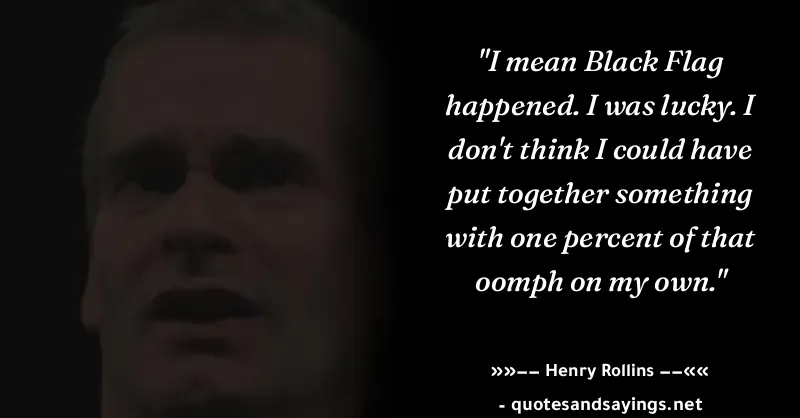 "I mean Black Flag
happened. I was lucky. I
don't think I could have
put together something
with one percent of that
oomph on my own."
»»−− Henry Rollins −−««
- quotesandsayings.net